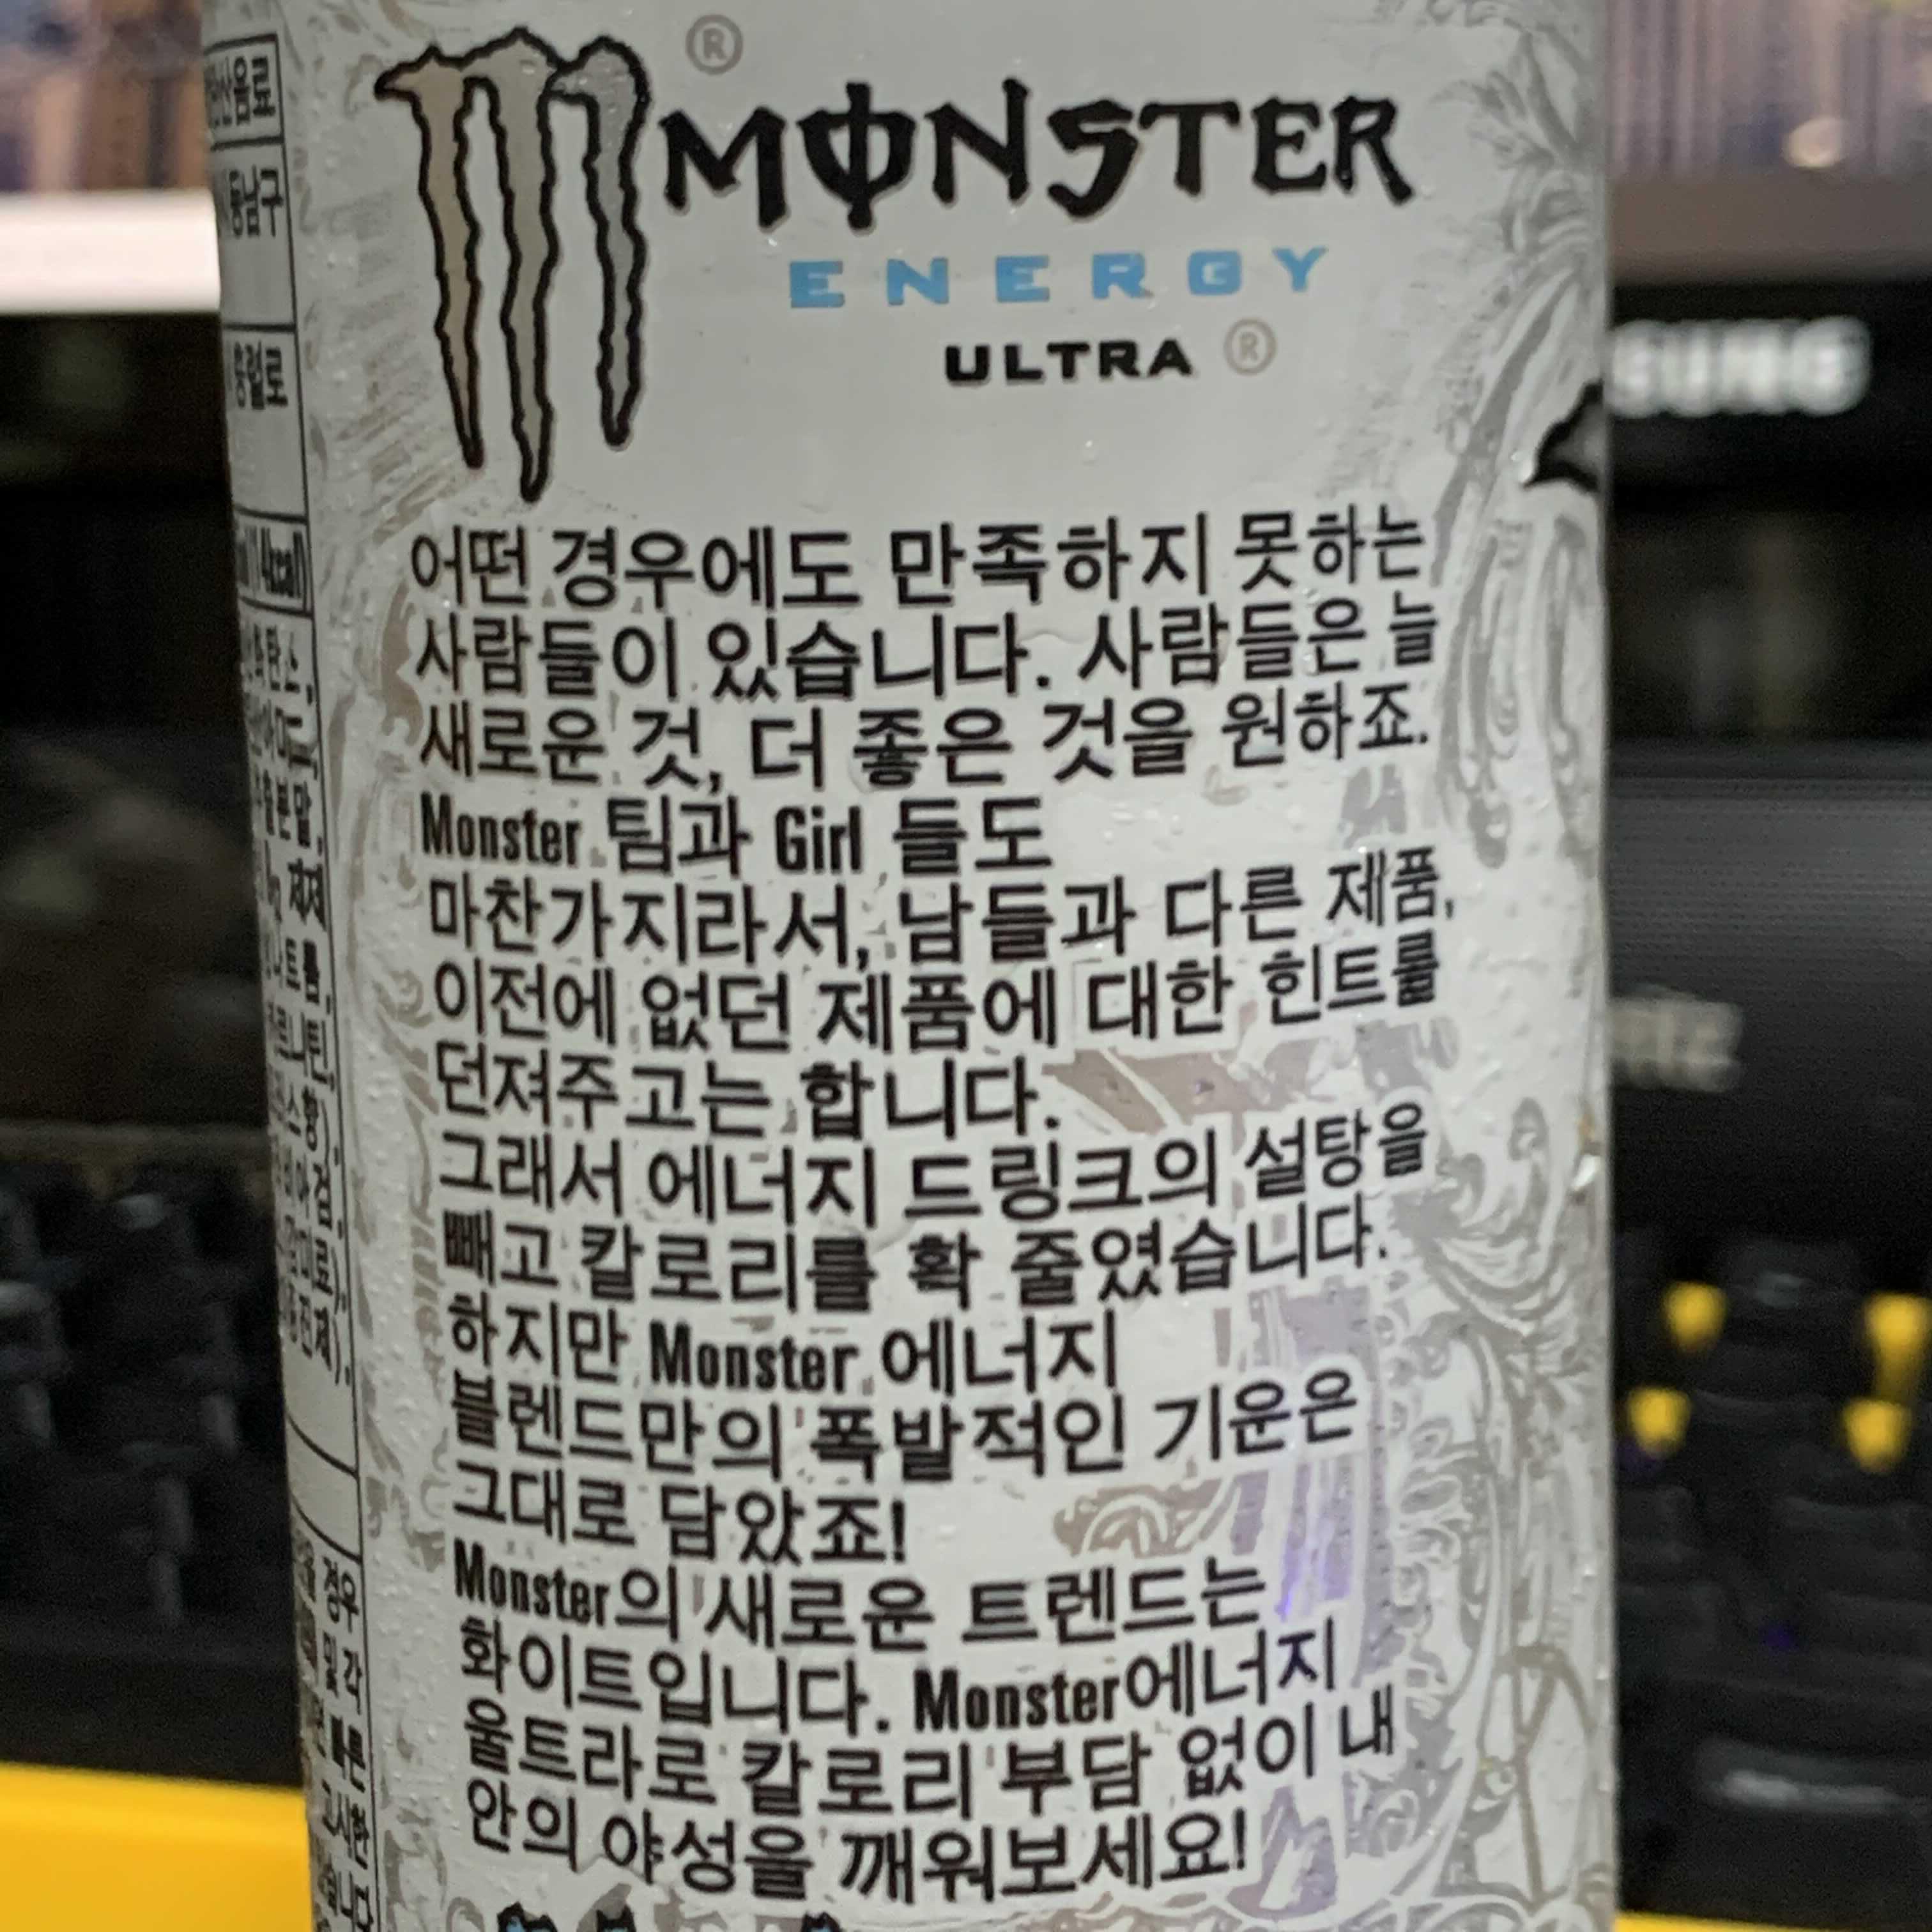 MONSTER
ENERGY
ULTRA
어떤 경우에도 만족하지 못하는
사람들이 있습니다. 사람들은 늘
새로운 것, 더 좋은 것을 원하죠.
Monster 팀과 Girl 들도
마찬가지라서, 남들과 다른 제품,
이전에 없던 제품에 대한 힌트를
던져주고는 합니다.
그래서 에너지 드링크의 설탕을
빼고 칼로리를 확 줄였습니다.
하지만 Monster 에너지
블렌드만의 폭발적인 기운은
그대로 담았죠!
Monster의 새로운 트렌드는
화이트입니다. Monster에너지
울트라로 칼로리 부담 없이 내
안의 야성을 깨워보세요!